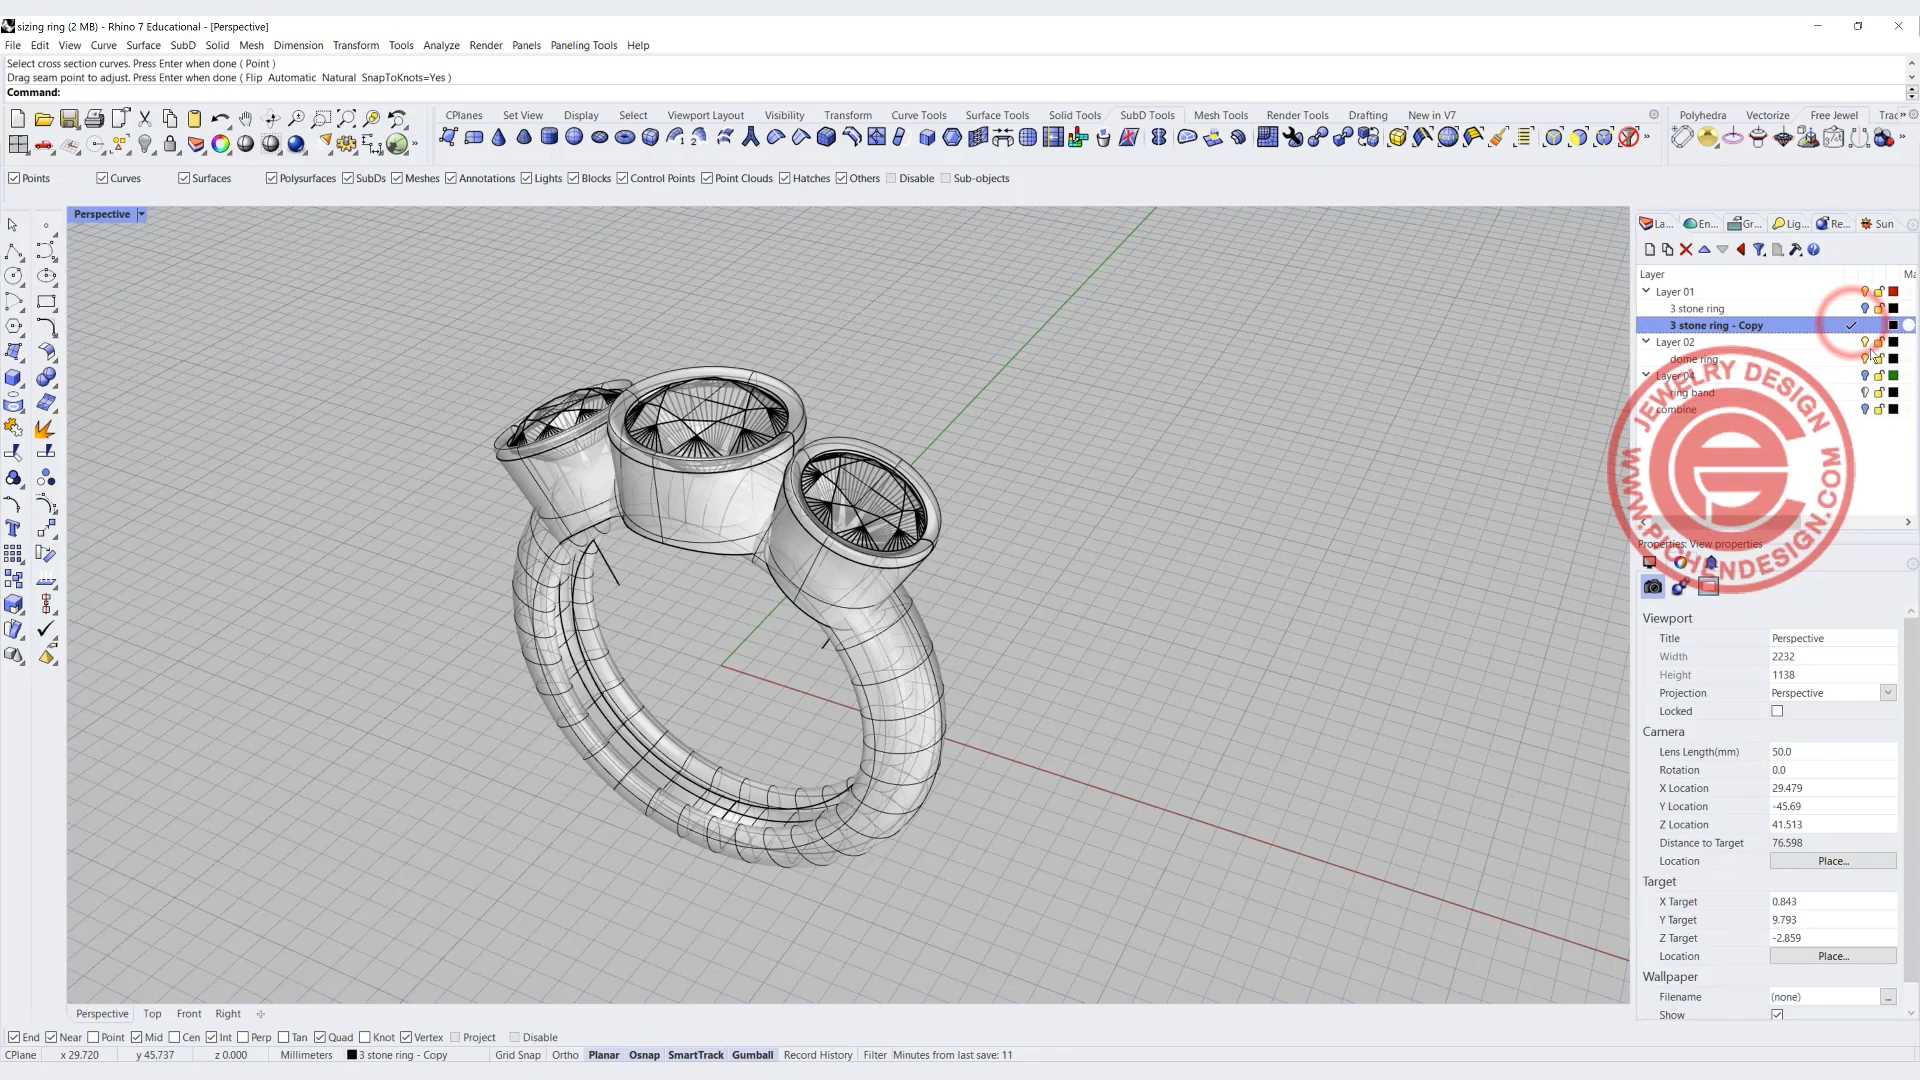 sizing ring (2 MB) - Rhino 7 Educational - [Perspective]
File Edit View Curve Surface SubD Solid Mesh Dimension Transform Tools Analyze Render Panels Paneling Tools Help
Select cross section curves. Press Enter when done ( Point )
Drag seam point to adjust. Press Enter when done ( Flip Automatic Natural SnapToKnots=Yes )
Command:
CPlanes Set View Display Select Viewport Layout Visibility Transform Curve Tools Surface Tools Solid Tools SubD Tools Mesh Tools Render Tools Drafting New in V7 Polyhedra Vectorize Free Jewel Trac
Points Curves Surfaces Polysurfaces SubDs Meshes Annotations Lights Blocks Control Points Point Clouds Hatches Others Disable Sub-objects
Perspective
La... En... Gr... Lig... Re... Sun
Layer Ma
Layer 01
3 stone ring
3 stone ring - Copy
Layer 02
dome ring
Layer 04
ring band
combine
JEWELRY DESIGN
WWW.PICHENDESIGN.COM
Properties: View properties
Viewport
Title Perspective
Width 2232
Height 1138
Projection Perspective
Locked
Camera
Lens Length(mm) 50.0
Rotation 0.0
X Location 29.479
Y Location -45.69
Z Location 41.513
Distance to Target 76.598
Location Place...
Target
X Target 0.843
Y Target 9.793
Z Target -2.859
Location Place...
Wallpaper
Filename (none) ...
Show
Perspective Top Front Right
End Near Point Mid Cen Int Perp Tan Quad Knot Vertex Project Disable
CPlane x 29.720 y 45.737 z 0.000 Millimeters 3 stone ring - Copy Grid Snap Ortho Planar Osnap SmartTrack Gumball Record History Filter Minutes from last save: 11